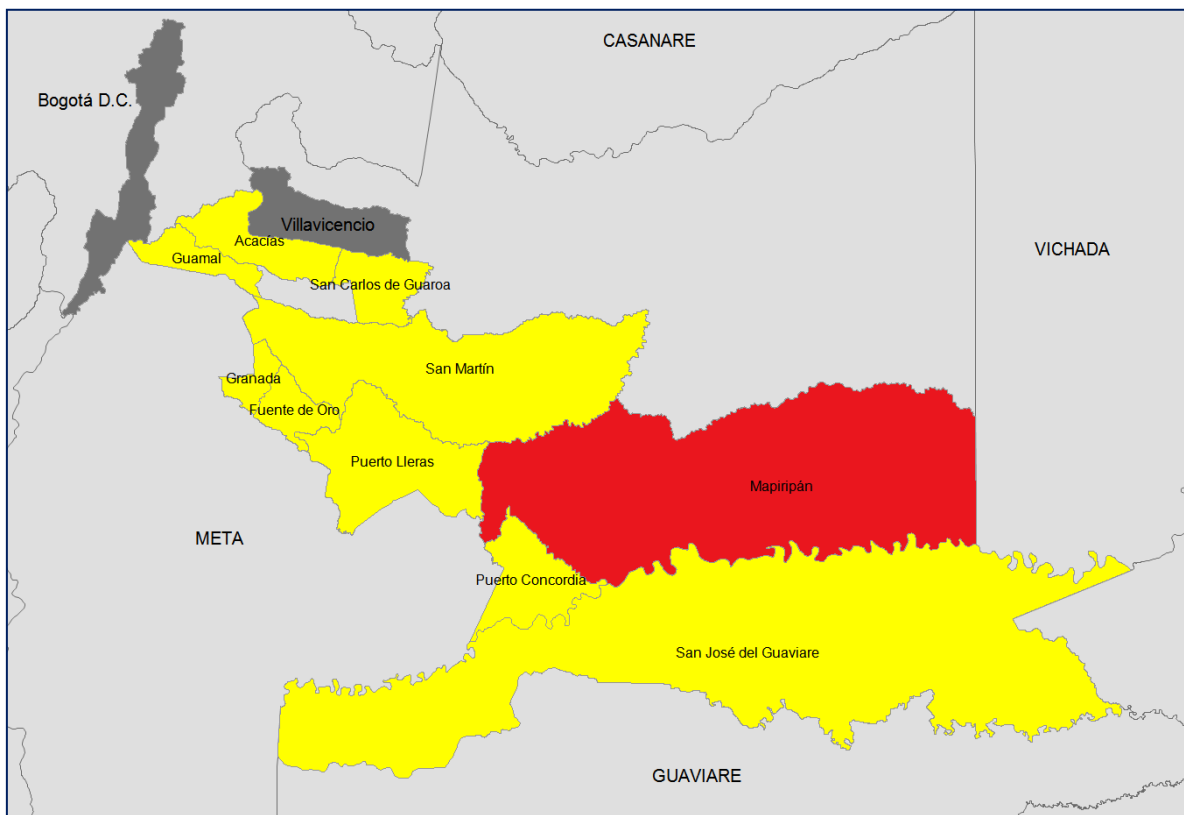 CASANARE
Bogotá D.C.
Villavicencio
Acacías
Guamal
VICHADA
San Carlos de Guaroa
San Martín
Granada
Fuente de Oro
Puerto Lleras
Mapiripán
META
Puerto Concordia
San José del Guaviare
GUAVIARE